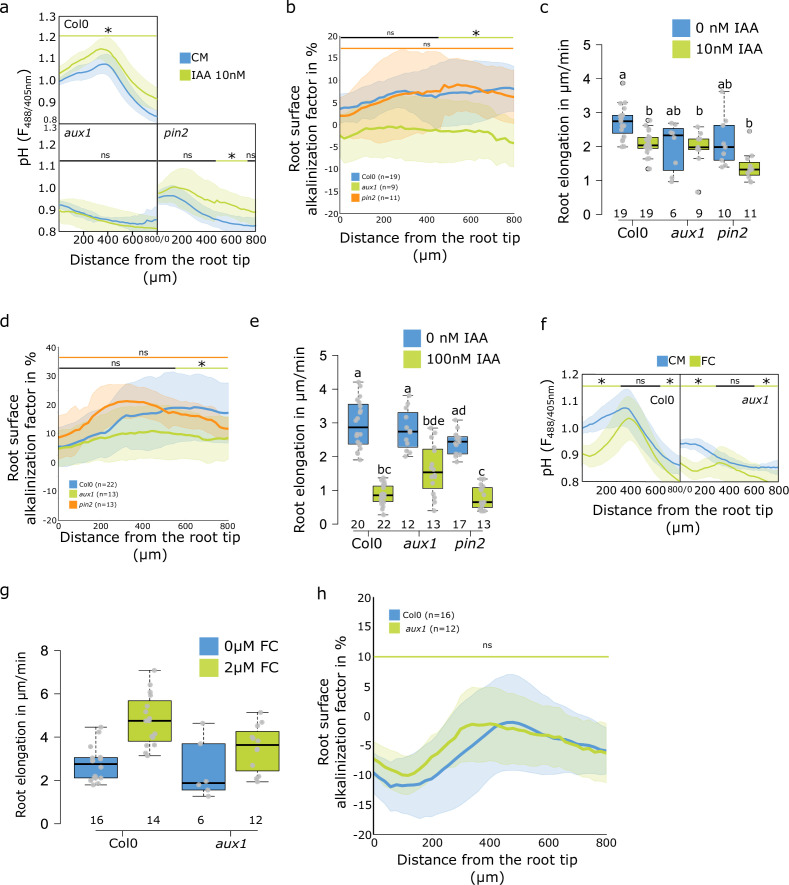 a
Col0
*
CM
IAA 10nM
pH (F488/405nm)
1.3
1.2
1.1
1.0
0.9
0.8
aux1
pin2
1.3
1.2
1.1
1.0
0.9
0.8
ns
ns
*
ns
200 400 600 800/0 200 400 600 800
Distance from the root tip
(µm)
b
Root surface
alkalinization factor in %
20
15
10
5
0
-5
-10
-15
-20
ns
*
ns
Col0 (n=19)
aux1 (n=9)
pin2 (n=11)
0 200 400 600 800
Distance from the root tip
(µm)
c
0 nM IAA
10nM IAA
Root elongation in µm/min
5
4
3
2
1
0
a
b
ab
b
ab
b
19 19 6 9 10 11
Col0 aux1 pin2
d
Root surface
alkalinization factor in %
40
30
20
10
0
-10
-20
-30
-40
ns
ns
*
Col0 (n=22)
aux1 (n=13)
pin2 (n=13)
0 200 400 600 800
Distance from the root tip
(µm)
e
0 nM IAA
100nM IAA
Root elongation in µm/min
5
4
3
2
1
0
a
bc
a
bde
ad
c
20 22 12 13 17 13
Col0 aux1 pin2
f
CM
FC
pH (F488/405nm)
1.2
1.0
0.9
0.8
* ns * * ns *
Col0
aux1
200 400 600 800/0 200 400 600 800
Distance from the root tip
(µm)
g
0µM FC
2µM FC
Root elongation in µm/min
8
6
4
2
0
16 14 6 12
Col0 aux1
h
Root surface
alkalinization factor in %
20
15
10
10
5
0
-5
-10
-15
-20
Col0 (n=16)
aux1 (n=12)
ns
0 200 400 600 800
Distance from the root tip
(µm)